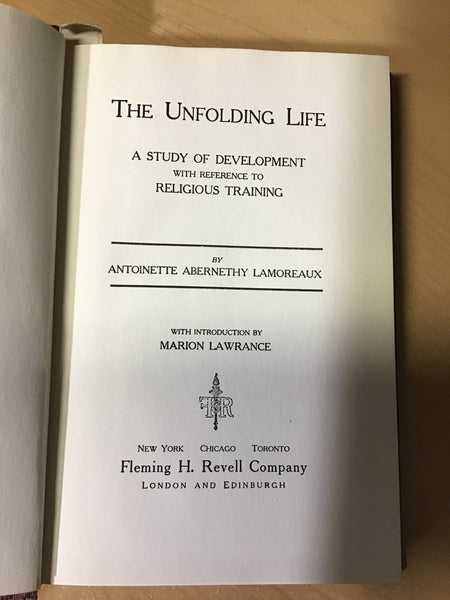 THE UNFOLDING LIFE
A STUDY OF DEVELOPMENT
WITH REFERENCE TO
RELIGIOUS TRAINING
BY
ANTOINETTE ABERNETHY LAMOREAUX
WITH INTRODUCTION BY
MARION LAWRANCE
FHR
NEW YORK CHICAGO TORONTO
Fleming H. Revell Company
LONDON AND EDINBURGH